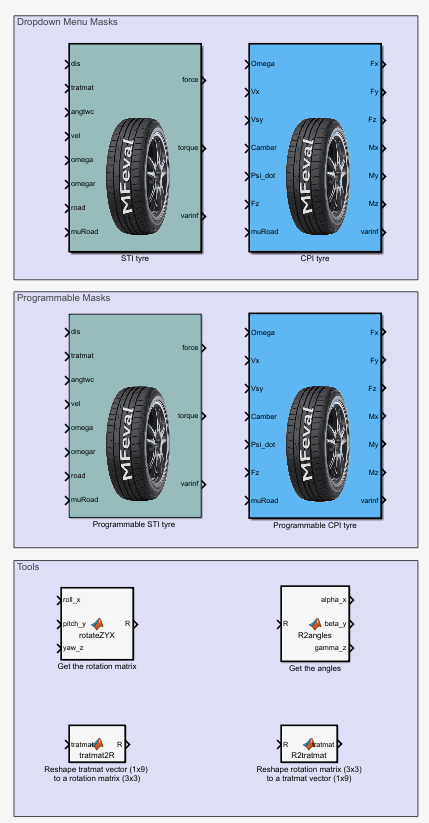 Dropdown Menu Masks
dis
tratmat
angtwc
vel
omega
omegar
road
muRoad
force
torque
varinf
MFeval
STI tyre
Omega
Vx
Vsy
Camber
Psi_dot
Fz
muRoad
Fx
Fy
Fz
Mx
My
Mz
varinf
MFeval
CPI tyre
Programmable Masks
dis
tratmat
angtwc
vel
omega
omegar
road
muRoad
force
torque
varinf
MFeval
Programmable STI tyre
Omega
Vx
Vsy
Camber
Psi_dot
Fz
muRoad
Fx
Fy
Fz
Mx
My
Mz
varinf
MFeval
Programmable CPI tyre
Tools
roll_x
pitch_y
yaw_z
R
rotateZYX
Get the rotation matrix
R
alpha_x
beta_y
gamma_z
R2angles
Get the angles
tratmat
R
tratmat2R
Reshape tratmat vector (1x9)
to a rotation matrix (3x3)
R
tratmat
R2tratmat
Reshape rotation matrix (3x3)
to a tratmat vector (1x9)